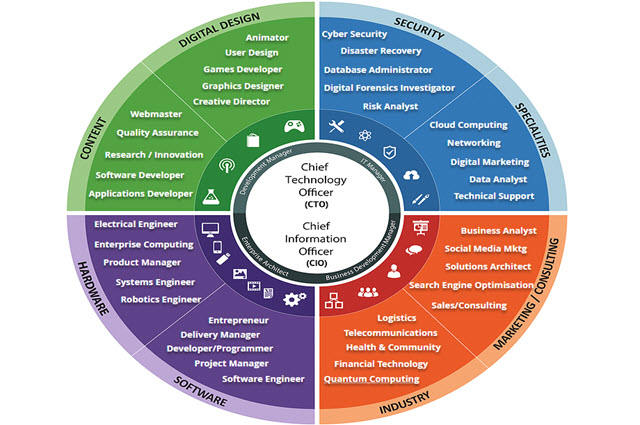 DIGITAL DESIGN
Animator
User Design
Games Developer
Graphics Designer
Creative Director
CONTENT
Webmaster
Quality Assurance
Research / Innovation
Software Developer
Applications Developer
SECURITY
Cyber Security
Disaster Recovery
Database Administrator
Digital Forensics Investigator
Risk Analyst
SPECIALITIES
Cloud Computing
Networking
Digital Marketing
Data Analyst
Technical Support
Development Manager
IT Manager
Chief
Technology
Officer
(CTO)
Chief
Information
Officer
(CIO)
Enterprise Architect
Business Development Manager
HARDWARE
Electrical Engineer
Enterprise Computing
Product Manager
Systems Engineer
Robotics Engineer
SOFTWARE
Entrepreneur
Delivery Manager
Developer/Programmer
Project Manager
Software Engineer
MARKETING / CONSULTING
Business Analyst
Social Media Mktg
Solutions Architect
Search Engine Optimisation
Sales/Consulting
INDUSTRY
Logistics
Telecommunications
Health & Community
Financial Technology
Quantum Computing